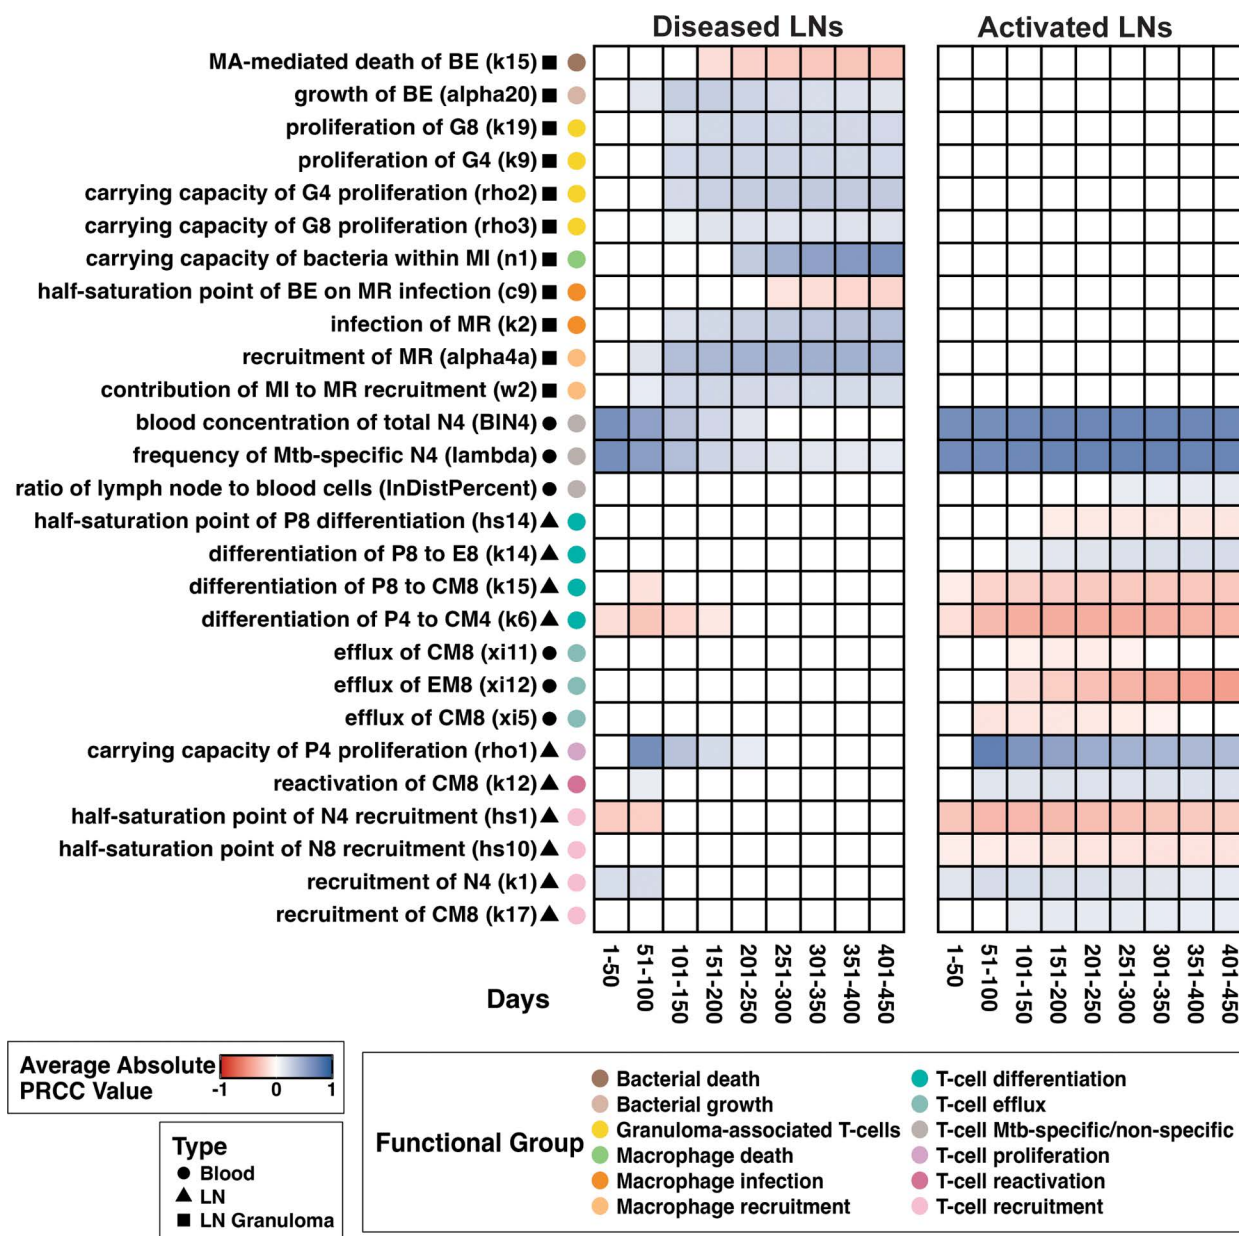 Diseased LNs
Activated LNs
MA-mediated death of BE (k15)
growth of BE (alpha20)
proliferation of G8 (k19)
proliferation of G4 (k9)
carrying capacity of G4 proliferation (rho2)
carrying capacity of G8 proliferation (rho3)
carrying capacity of bacteria within MI (n1)
half-saturation point of BE on MR infection (c9)
infection of MR (k2)
recruitment of MR (alpha4a)
contribution of MI to MR recruitment (w2)
blood concentration of total N4 (BIN4)
frequency of Mtb-specific N4 (lambda)
ratio of lymph node to blood cells (lnDistPercent)
half-saturation point of P8 differentiation (hs14)
differentiation of P8 to E8 (k14)
differentiation of P8 to CM8 (k15)
differentiation of P4 to CM4 (k6)
efflux of CM8 (xi11)
efflux of EM8 (xi12)
efflux of CM8 (xi5)
carrying capacity of P4 proliferation (rho1)
reactivation of CM8 (k12)
half-saturation point of N4 recruitment (hs1)
half-saturation point of N8 recruitment (hs10)
recruitment of N4 (k1)
recruitment of CM8 (k17)
Days
1-50
51-100
101-150
151-200
201-250
251-300
301-350
351-400
401-450
1-50
51-100
101-150
151-200
201-250
251-300
301-350
351-400
401-450
Average Absolute
PRCC Value
-1 0 1
Type
Blood
LN
LN Granuloma
Functional Group
Bacterial death
Bacterial growth
Granuloma-associated T-cells
Macrophage death
Macrophage infection
Macrophage recruitment
T-cell differentiation
T-cell efflux
T-cell Mtb-specific/non-specific
T-cell proliferation
T-cell reactivation
T-cell recruitment